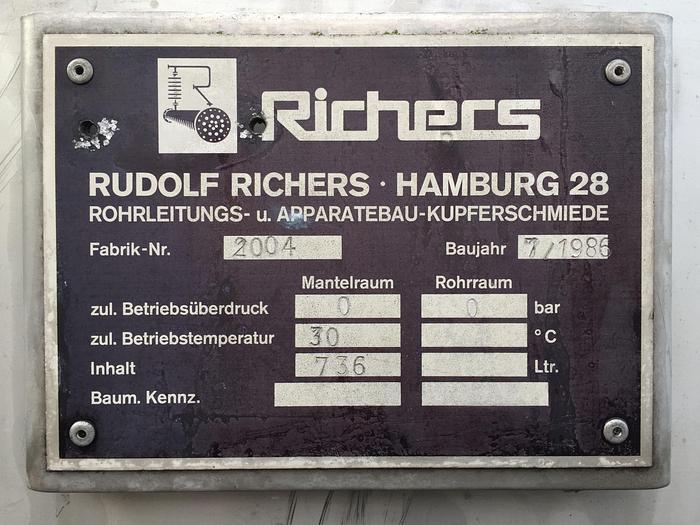 R
Richers
RUDOLF RICHERS · HAMBURG 28
ROHRLEITUNGS- u. APPARATEBAU-KUPFERSCHMIEDE
Fabrik-Nr. 2004 Baujahr 7/1986
Mantelraum Rohrraum
zul. Betriebsüberdruck 0 0 bar
zul. Betriebstemperatur 30 °C
Inhalt 736 Ltr.
Baum. Kennz.